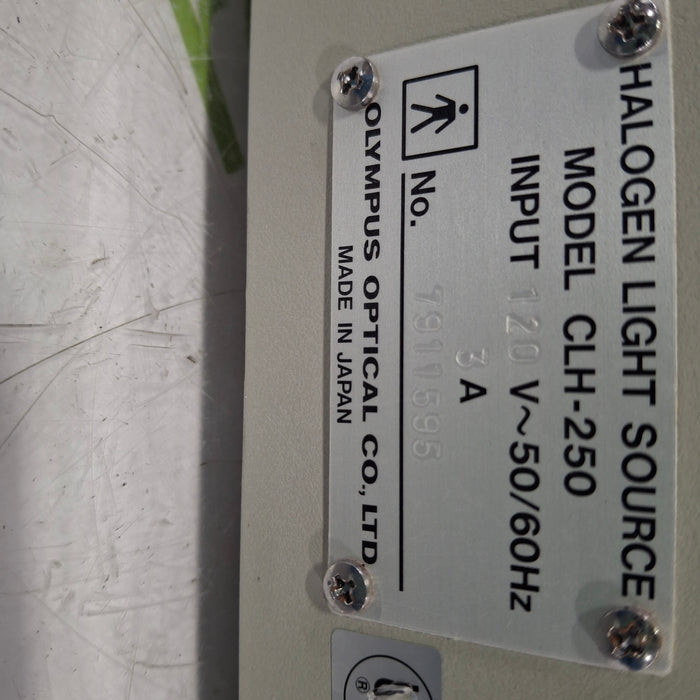 HALOGEN LIGHT SOURCE
MODEL CLH-250
INPUT 120 V~50/60Hz
3 A
No. 7911595
OLYMPUS OPTICAL CO., LTD.
MADE IN JAPAN
®